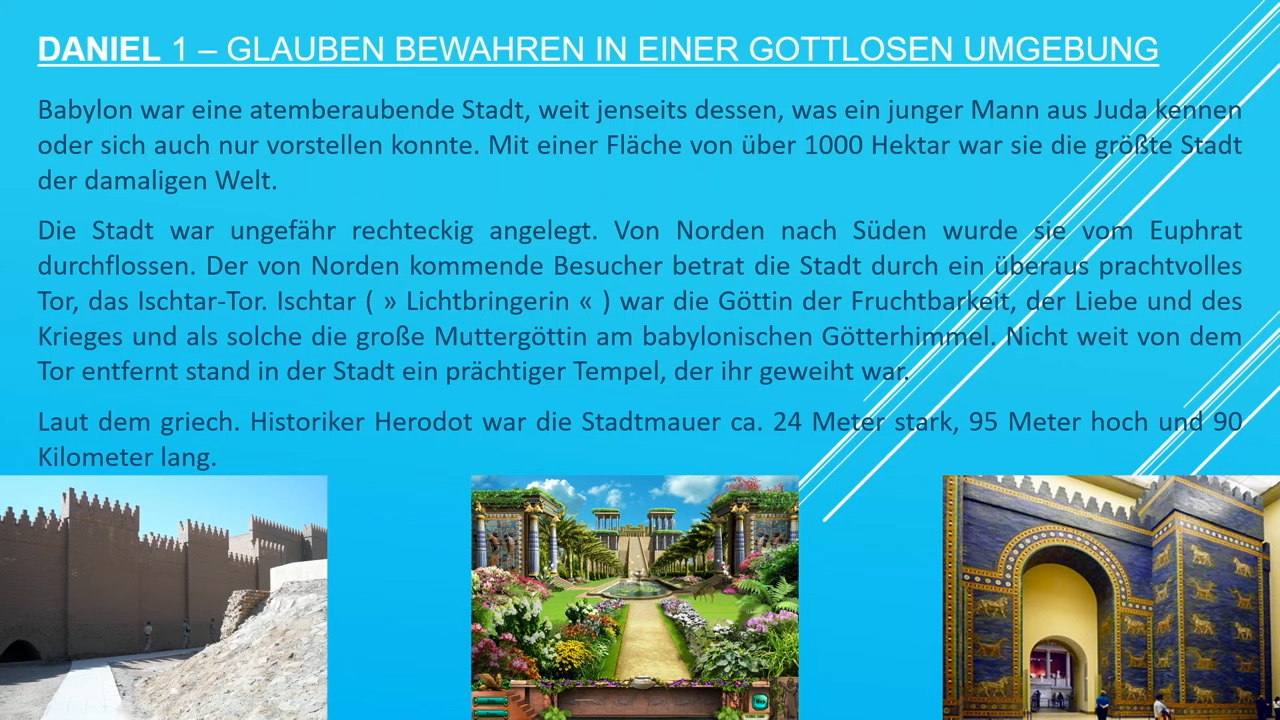 DANIEL 1 – GLAUBEN BEWAHREN IN EINER GOTTLOSEN UMGEBUNG
Babylon war eine atemberaubende Stadt, weit jenseits dessen, was ein junger Mann aus Juda kennen
oder sich auch nur vorstellen konnte. Mit einer Fläche von über 1000 Hektar war sie die größte Stadt
der damaligen Welt.
Die Stadt war ungefähr rechteckig angelegt. Von Norden nach Süden wurde sie vom Euphrat
durchflossen. Der von Norden kommende Besucher betrat die Stadt durch ein überaus prachtvolles
Tor, das Ischtar-Tor. Ischtar ( » Lichtbringerin « ) war die Göttin der Fruchtbarkeit, der Liebe und des
Krieges und als solche die große Muttergöttin am babylonischen Götterhimmel. Nicht weit von dem
Tor entfernt stand in der Stadt ein prächtiger Tempel, der ihr geweiht war.
Laut dem griech. Historiker Herodot war die Stadtmauer ca. 24 Meter stark, 95 Meter hoch und 90
Kilometer lang.